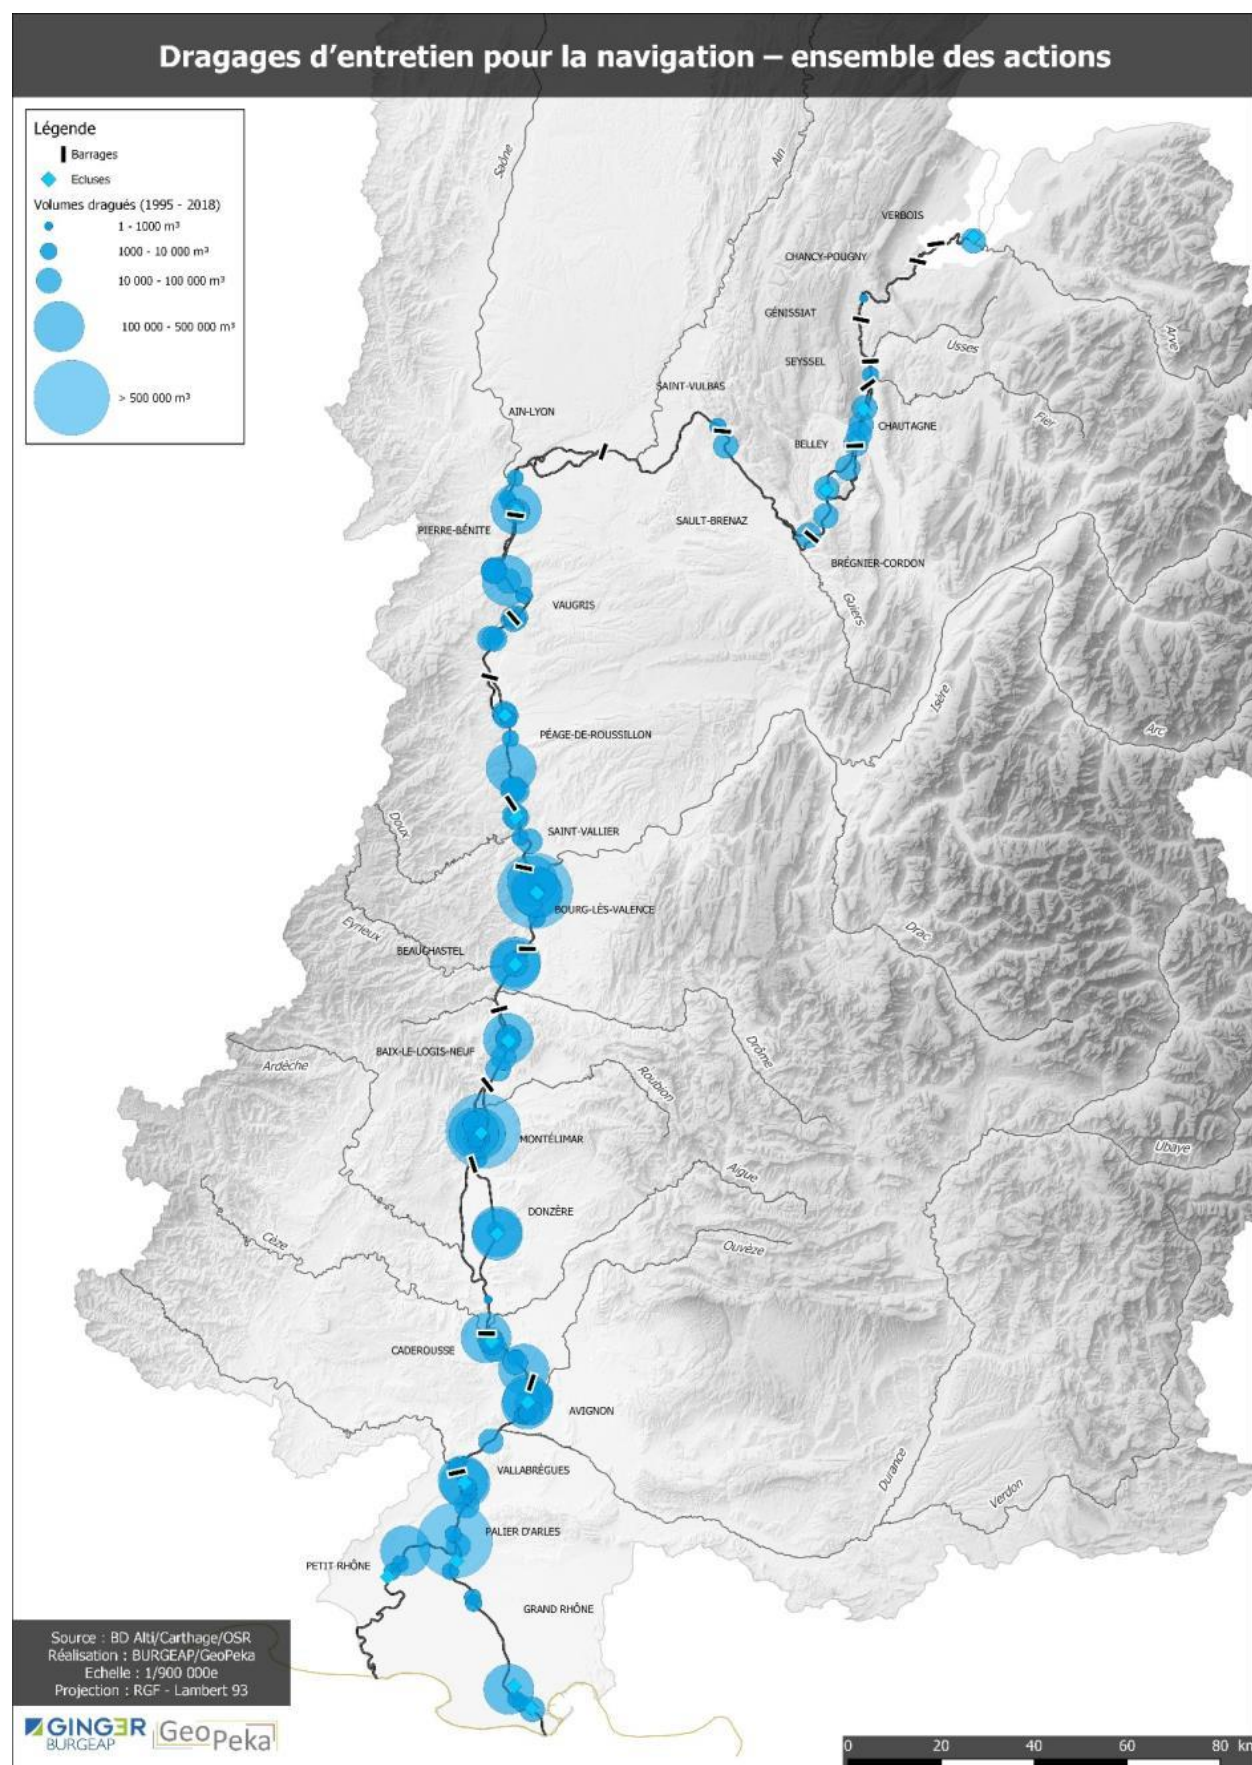 Dragages d'entretien pour la navigation – ensemble des actions
Légende
Barrages
Ecluses
Volumes dragués (1995 - 2018)
1 - 1000 m³
1000 - 10 000 m³
10 000 - 100 000 m³
100 000 - 500 000 m³
> 500 000 m³
Saône
Ain
VERBOIS
CHANCY-POUGNY
GÉNISSIAT
Usses
Arve
SEYSSEL
SAINT-VULBAS
Fier
AIN-LYON
CHAUTAGNE
BELLEY
SAULT-BRENAZ
PIERRE-BÉNITE
BRÉGNIER-CORDON
Guiers
VAUGRIS
Isère
Arc
PÉAGE-DE-ROUSSILLON
Doux
SAINT-VALLIER
BOURG-LÈS-VALENCE
Eyrieux
Drac
BEAUCHASTEL
BAIX-LE-LOGIS-NEUF
Drôme
Ardèche
Roubion
MONTÉLIMAR
Ubaye
Aigue
DONZÈRE
Cèze
Ouvèze
CADEROUSSE
AVIGNON
VALLABRÈGUES
Durance
Verdon
PALIER D'ARLES
PETIT RHÔNE
GRAND RHÔNE
Source : BD Alti/Carthage/OSR
Réalisation : BURGEAP/GeoPeka
Echelle : 1/900 000e
Projection : RGF - Lambert 93
GINGER
BURGEAP
GeoPeka
0 20 40 60 80 km